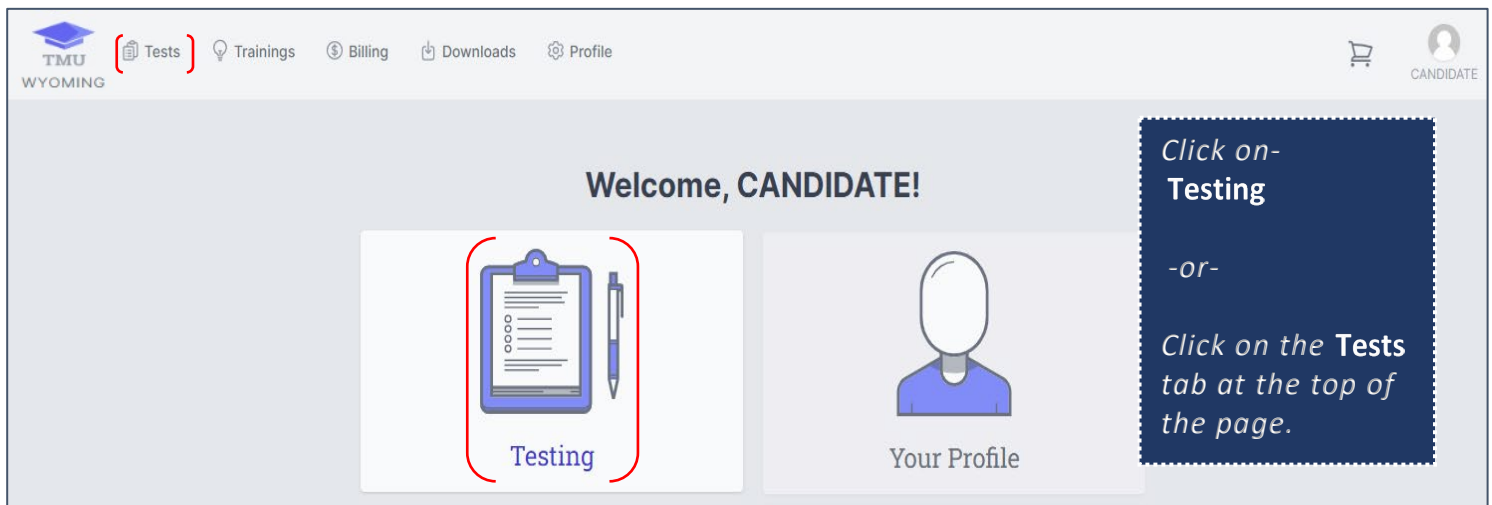 TMU
WYOMING
Tests
Trainings
Billing
Downloads
Profile
CANDIDATE
Welcome, CANDIDATE!
Testing
Your Profile
Click on-
Testing
-or-
Click on the Tests
tab at the top of
the page.